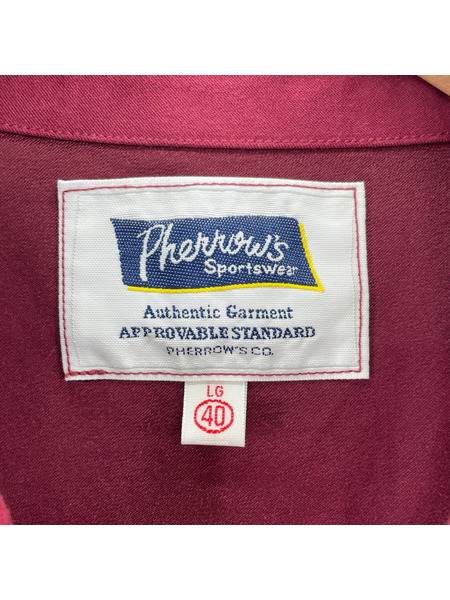 Pherrow's
Sportswear
Authentic Garment
APPROVABLE STANDARD
PHERROW'S CO.
LG
40